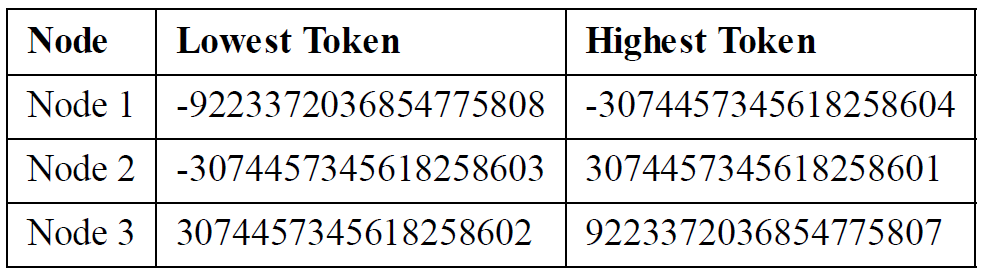 Node Lowest Token Highest Token
Node 1 -9223372036854775808 -3074457345618258604
Node 2 -3074457345618258603 3074457345618258601
Node 3 3074457345618258602 9223372036854775807